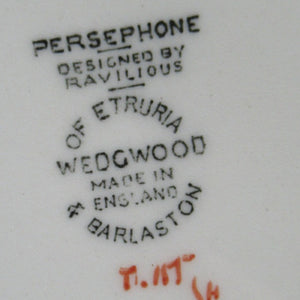 PERSEPHONE
DESIGNED BY
RAVILIOUS
OF ETRURIA
WEDGWOOD
MADE IN
ENGLAND
& BARLASTON